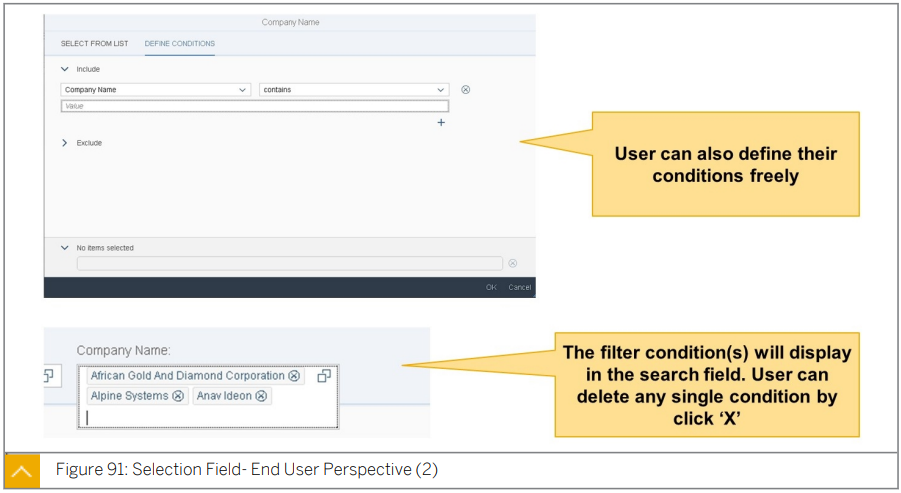 Company Name
SELECT FROM LIST DEFINE CONDITIONS
Include
Company Name contains
Value
Exclude
No items selected
OK Cancel
User can also define their
conditions freely
Company Name:
African Gold And Diamond Corporation
Alpine Systems Anav Ideon
The filter condition(s) will display
in the search field. User can
delete any single condition by
click ‘X’
Figure 91: Selection Field- End User Perspective (2)